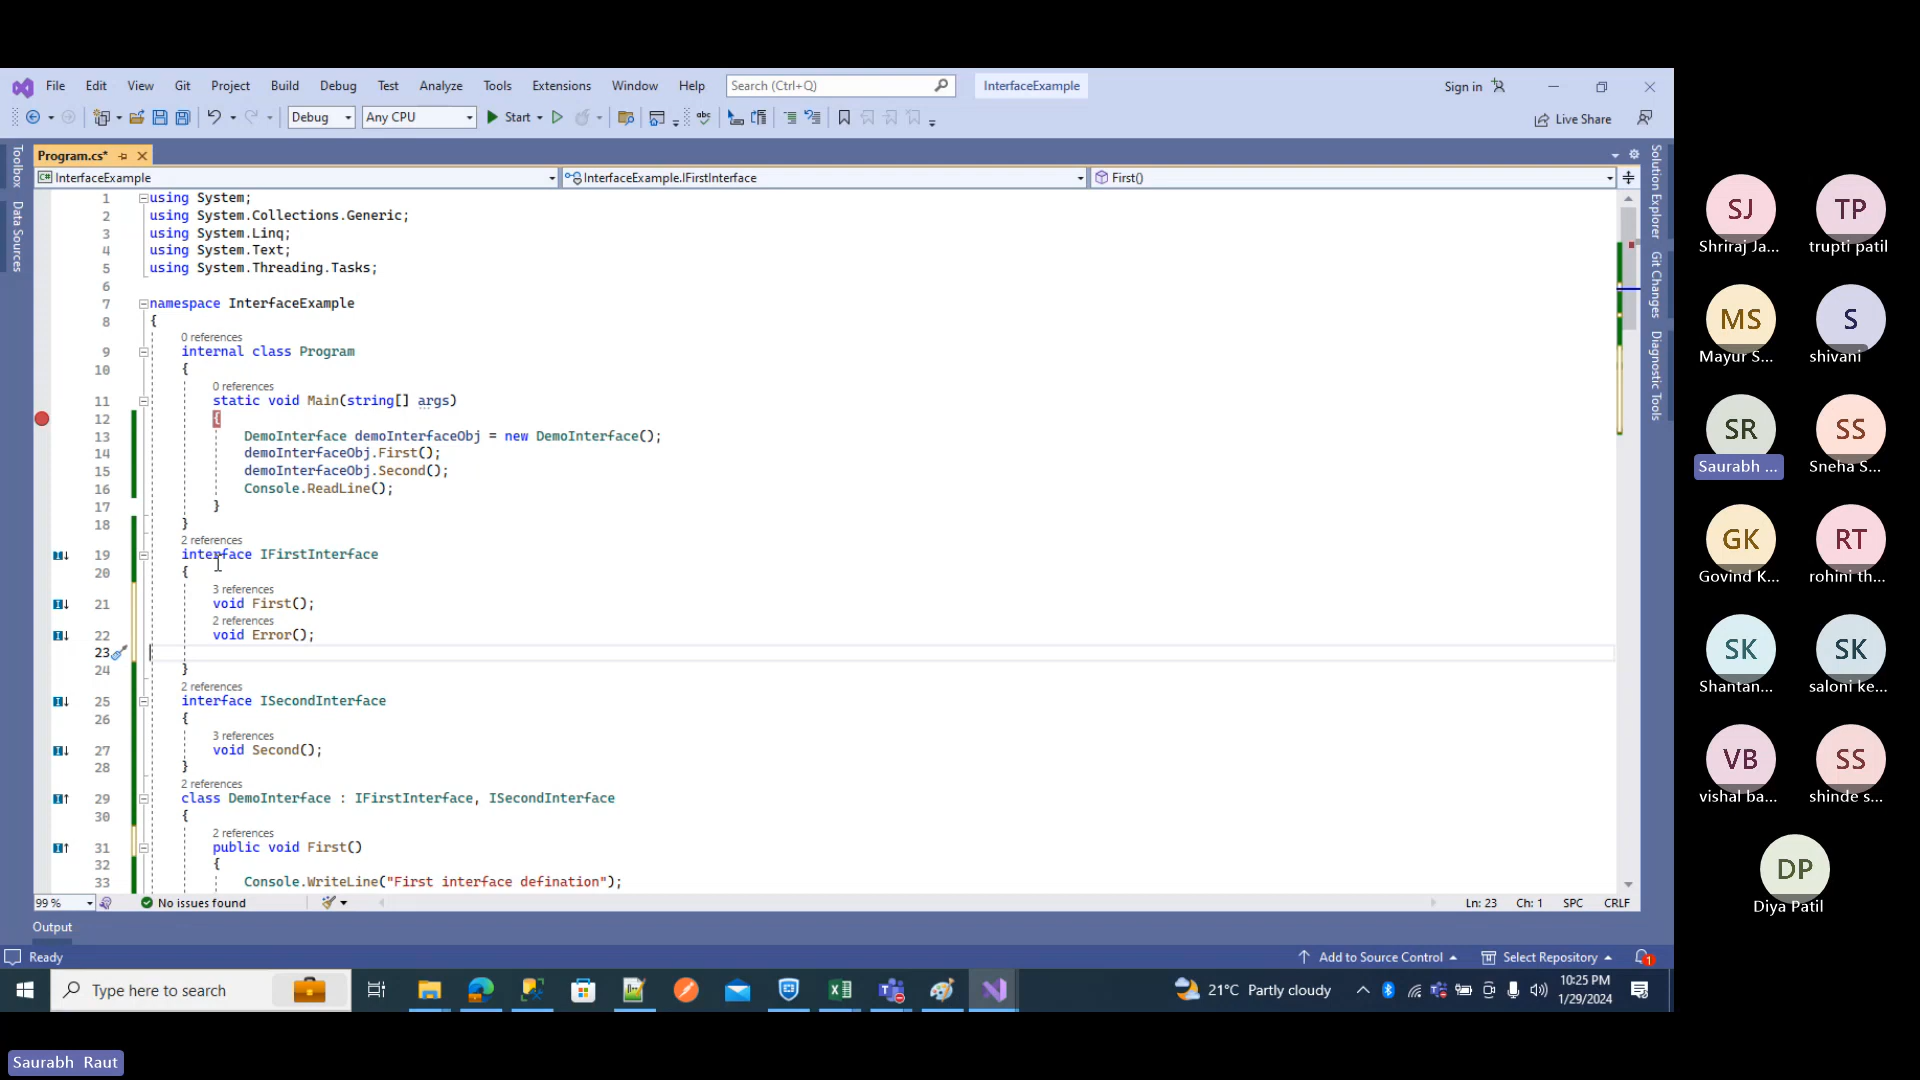 File Edit View Git Project Build Debug Test Analyze Tools Extensions Window Help Search (Ctrl+Q) InterfaceExample Sign in
Debug Any CPU Start Live Share
Program.cs*
InterfaceExample InterfaceExample.IFirstInterface First()
Toolbox
Data Sources
Solution Explorer
Git Changes
Diagnostic Tools
1 using System;
2 using System.Collections.Generic;
3 using System.Linq;
4 using System.Text;
5 using System.Threading.Tasks;
6
7 namespace InterfaceExample
8 {
0 references
9 internal class Program
10 {
0 references
11 static void Main(string[] args)
12 {
13 DemoInterface demoInterfaceObj = new DemoInterface();
14 demoInterfaceObj.First();
15 demoInterfaceObj.Second();
16 Console.ReadLine();
17 }
18 }
2 references
19 interface IFirstInterface
20 {
3 references
21 void First();
2 references
22 void Error();
23
24 }
2 references
25 interface ISecondInterface
26 {
3 references
27 void Second();
28 }
2 references
29 class DemoInterface : IFirstInterface, ISecondInterface
30 {
2 references
31 public void First()
32 {
33 Console.WriteLine("First interface defination");
99 % No issues found Ln: 23 Ch: 1 SPC CRLF
Output
Ready Add to Source Control Select Repository 1
Type here to search 21°C Partly cloudy 10:25 PM
1/29/2024
SJ TP
Shriraj Ja... trupti patil
MS S
Mayur S... shivani
SR SS
Saurabh ... Sneha S...
GK RT
Govind K... rohini th...
SK SK
Shantan... saloni ke...
VB SS
vishal ba... shinde s...
DP
Diya Patil
Saurabh Raut